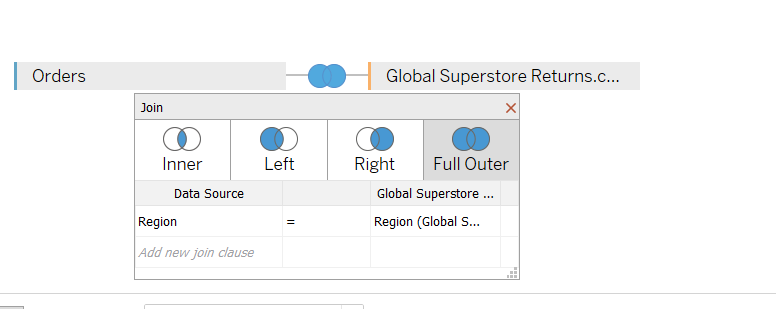 Orders
Global Superstore Returns.c...
Join
Inner Left Right Full Outer
Data Source Global Superstore ...
Region = Region (Global S...
Add new join clause